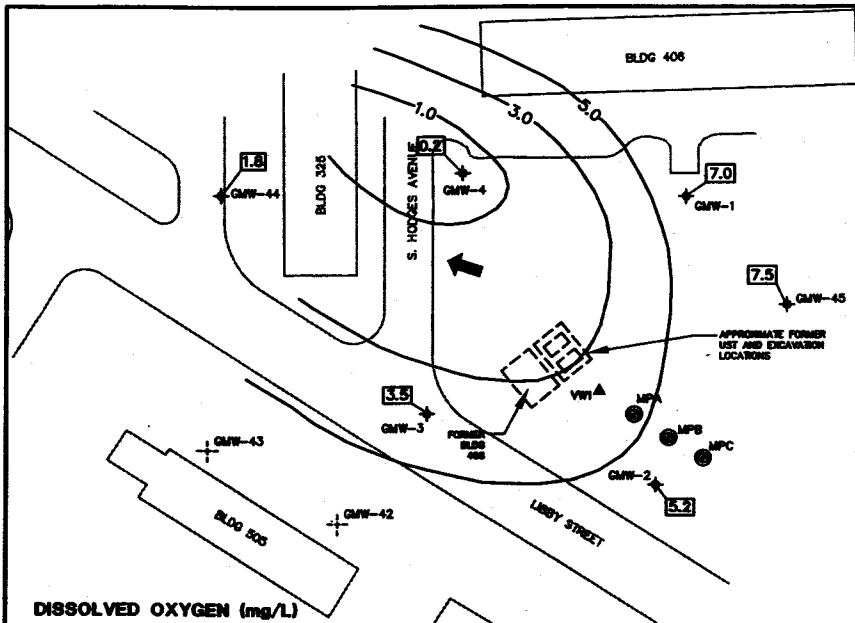 BLDG 406
5.0
3.0
1.0
0.2
1.8
7.0
GMW-4
GMW-44
GMW-1
BLDG 325
S. HODGES AVENUE
7.5
GMW-45
APPROXIMATE FORMER
UST AND EXCAVATION
LOCATIONS
VW1
3.5
MPA
GMW-3
FORMER
BLDG
MPB
MPC
GMW-43
GMW-2
5.2
GMW-42
LIBBY STREET
BLDG 505
DISSOLVED OXYGEN (mg/L)